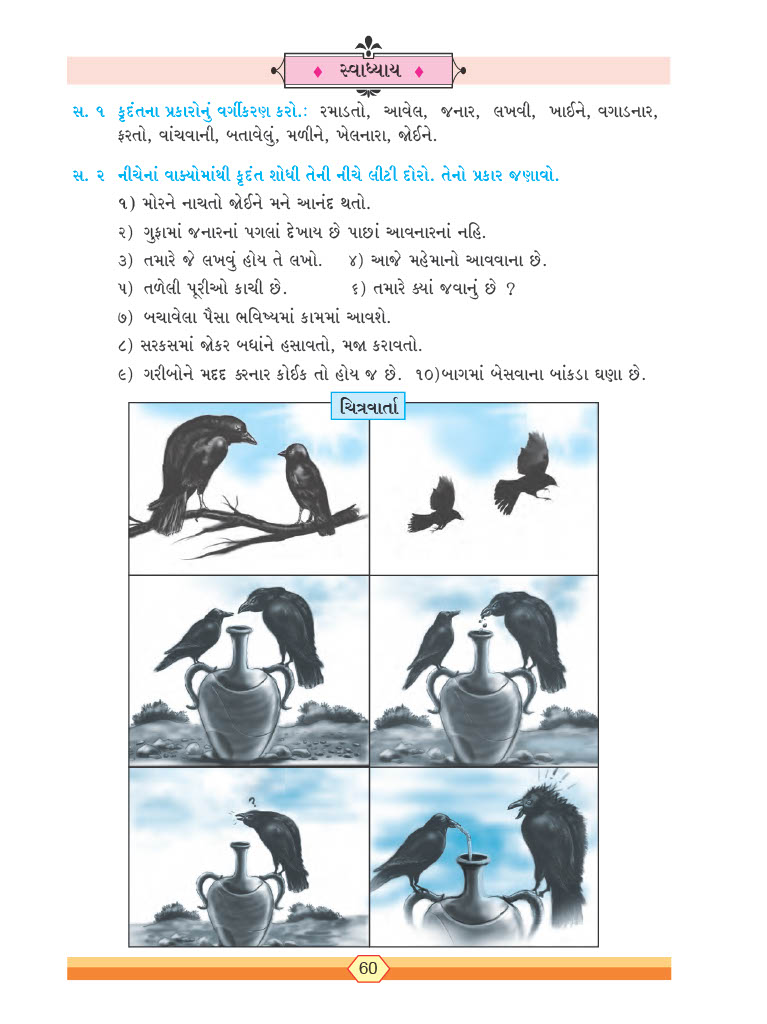 સ્વાધ્યાય
સ. ૧ કૃદંતના પ્રકારોનું વર્ગીકરણ કરો.: રમાડતો, આવેલ, જનાર, લખવી, ખાઈને, વગાડનાર,
ફરતો, વાંચવાની, બતાવેલું, મળીને, ખેલનારા, જોઈને.
સ. ૨ નીચેનાં વાક્યોમાંથી કૃદંત શોધી તેની નીચે લીટી દોરો. તેનો પ્રકાર જણાવો.
૧) મોરને નાચતો જોઈને મને આનંદ થતો.
૨) ગુફામાં જનારનાં પગલાં દેખાય છે પાછાં આવનારનાં નહિ.
૩) તમારે જે લખવું હોય તે લખો. ૪) આજે મહેમાનો આવવાના છે.
૫) તળેલી પૂરીઓ કાચી છે. ૬) તમારે ક્યાં જવાનું છે ?
૭) બચાવેલા પૈસા ભવિષ્યમાં કામમાં આવશે.
૮) સરકસમાં જોકર બધાંને હસાવતો, મજા કરાવતો.
૯) ગરીબોને મદદ કરનાર કોઈક તો હોય જ છે. ૧૦)બાગમાં બેસવાના બાંકડા ઘણા છે.
ચિત્રવાર્તા
?
60